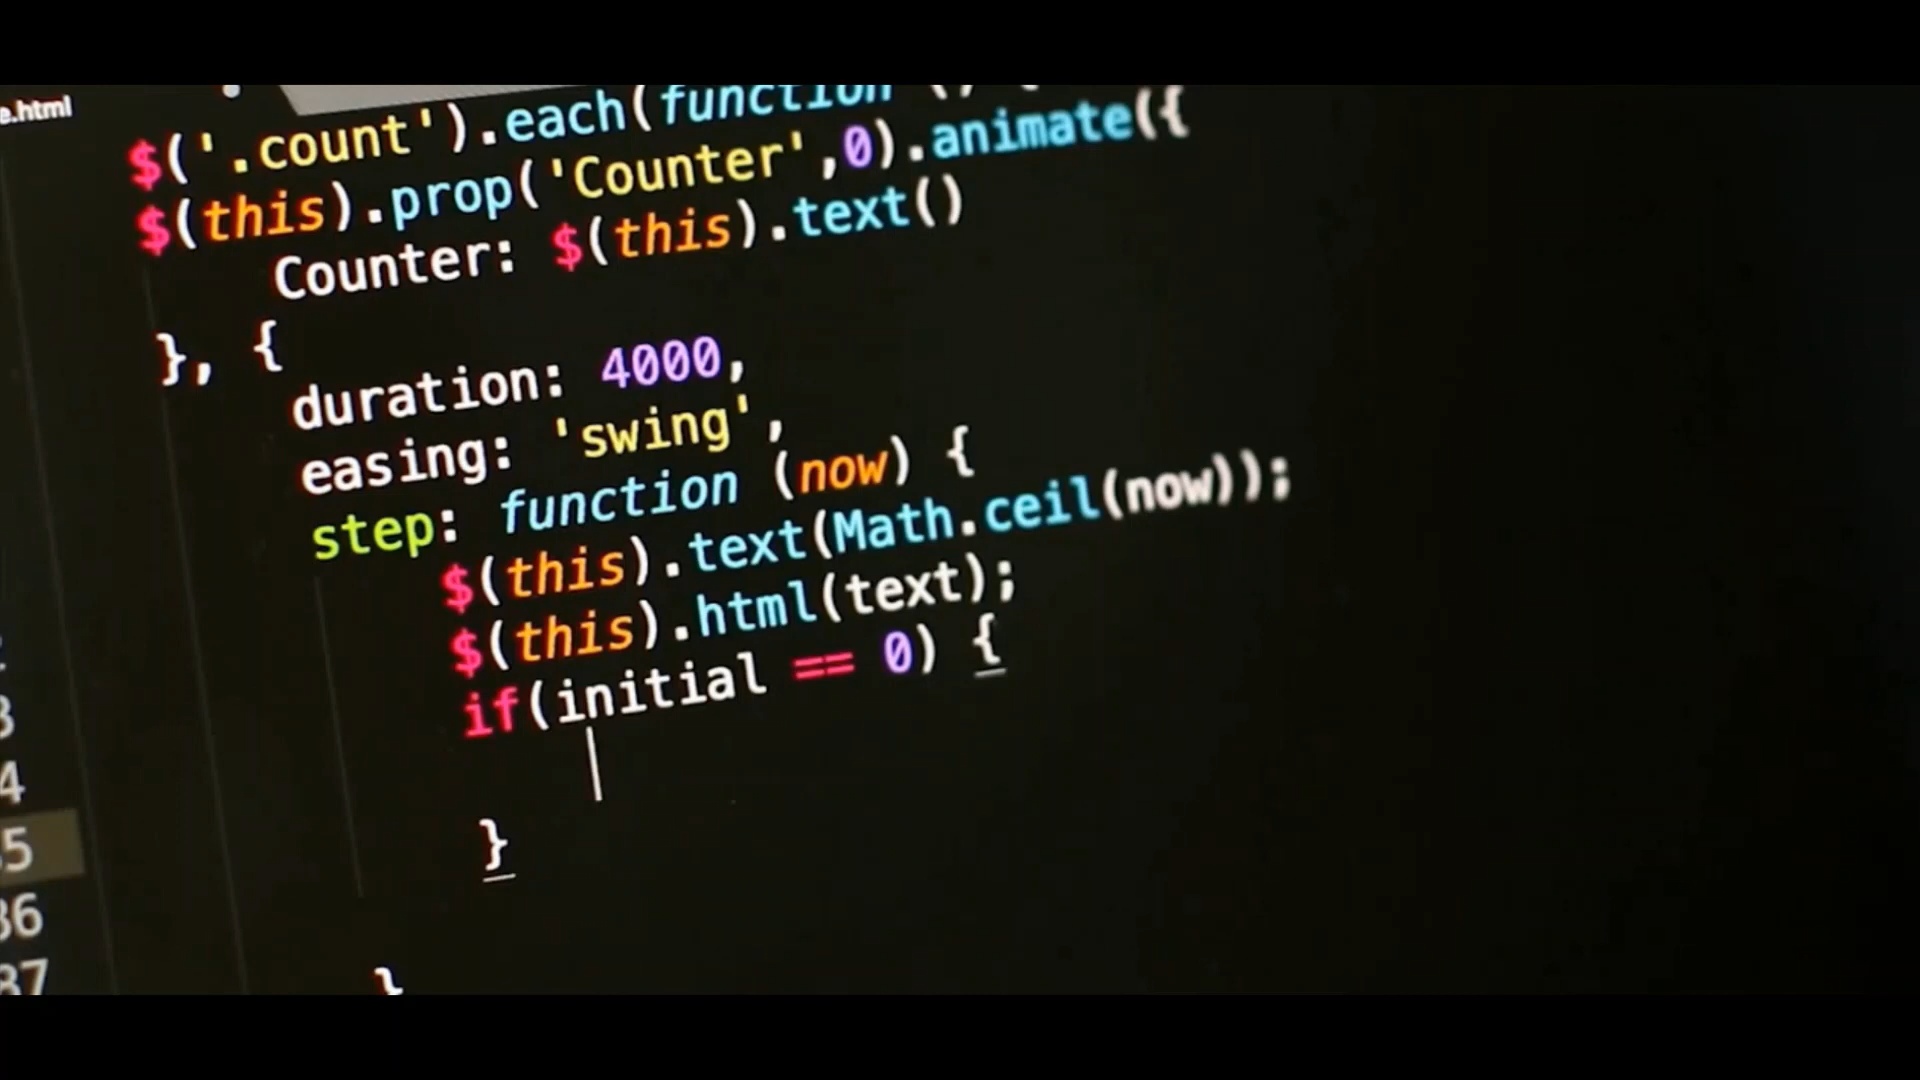 e.html
$('.count').each(function () {
$(this).prop('Counter',0).animate({
Counter: $(this).text()
}, {
duration: 4000,
easing: 'swing',
step: function (now) {
$(this).text(Math.ceil(now));
$(this).html(text);
if(initial == 0) {
3
4
}
35
36
37
}